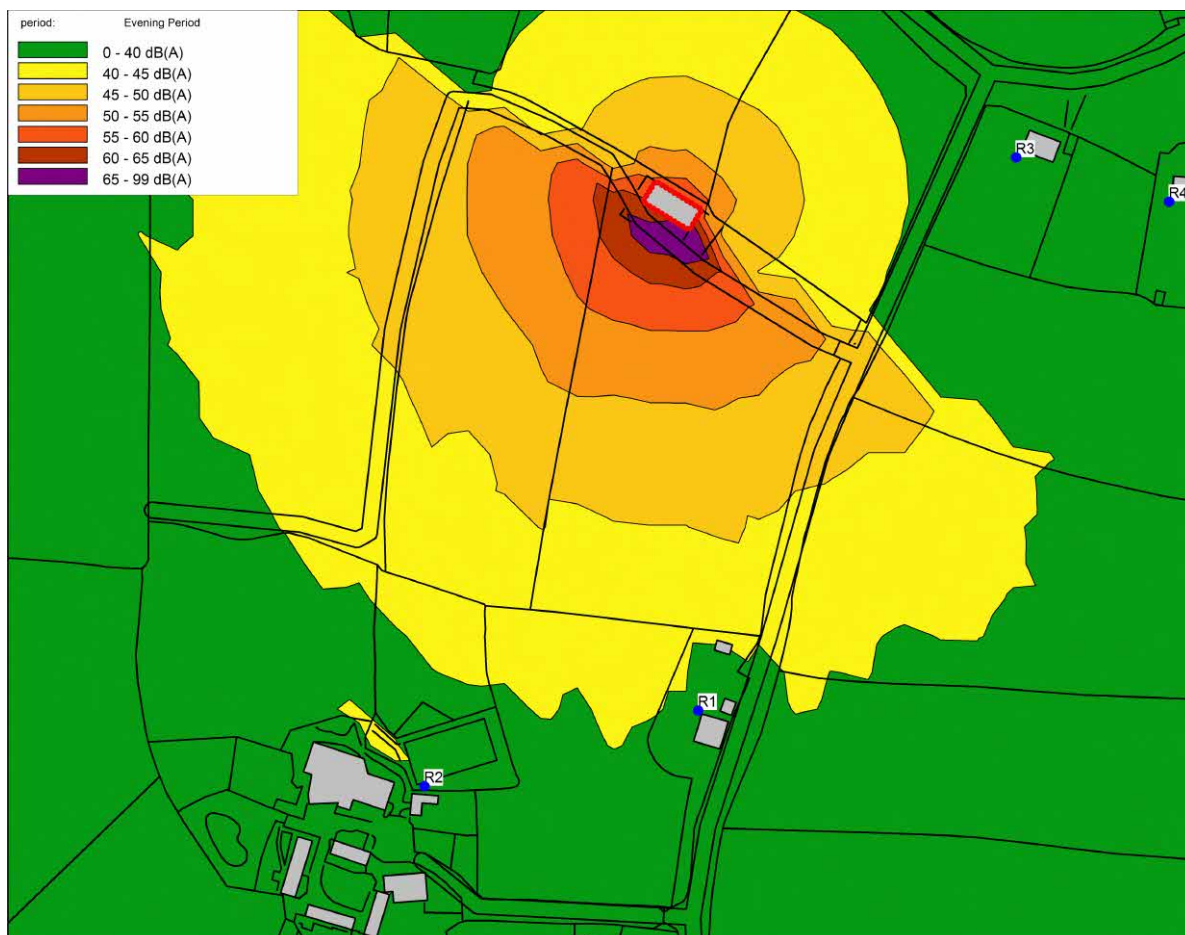 period: Evening Period
0 - 40 dB(A)
40 - 45 dB(A)
45 - 50 dB(A)
50 - 55 dB(A)
55 - 60 dB(A)
60 - 65 dB(A)
65 - 99 dB(A)
R3
R4
R1
R2